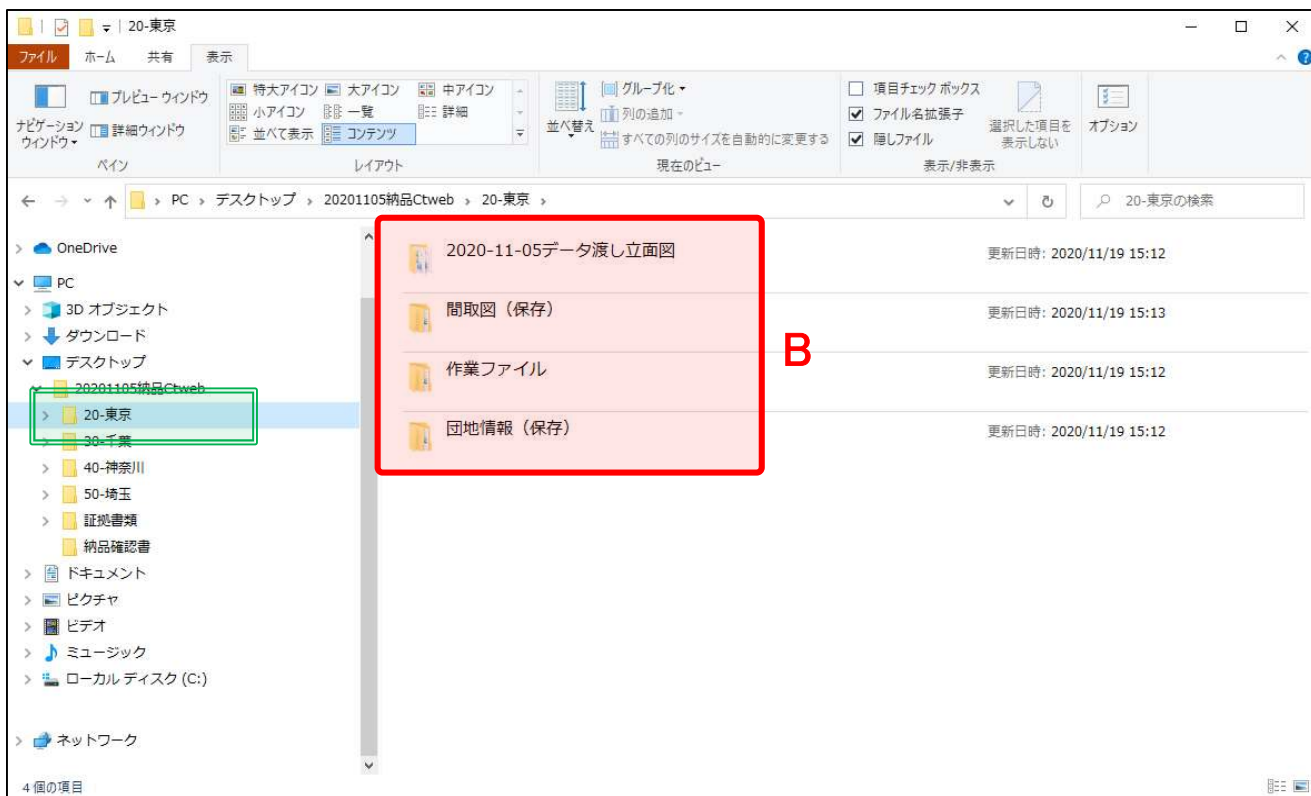 20-東京
ファイル ホーム 共有 表示
ナビゲーション ウィンドウ
プレビュー ウィンドウ
詳細ウィンドウ
ペイン
特大アイコン 大アイコン 中アイコン
小アイコン 一覧 詳細
並べて表示 コンテンツ
レイアウト
並べ替え
グループ化
列の追加
すべての列のサイズを自動的に変更する
現在のビュー
項目チェック ボックス
ファイル名拡張子
隠しファイル
選択した項目を
表示しない
表示/非表示
オプション
PC › デスクトップ › 20201105納品Ctweb › 20-東京 ›
20-東京の検索
OneDrive
PC
3D オブジェクト
ダウンロード
デスクトップ
20201105納品Ctweb
20-東京
30-千葉
40-神奈川
50-埼玉
証拠書類
納品確認書
ドキュメント
ピクチャ
ビデオ
ミュージック
ローカル ディスク (C:)
ネットワーク
2020-11-05データ渡し立面図 更新日時: 2020/11/19 15:12
間取図（保存） 更新日時: 2020/11/19 15:13
作業ファイル 更新日時: 2020/11/19 15:12
団地情報（保存） 更新日時: 2020/11/19 15:12
B
4 個の項目